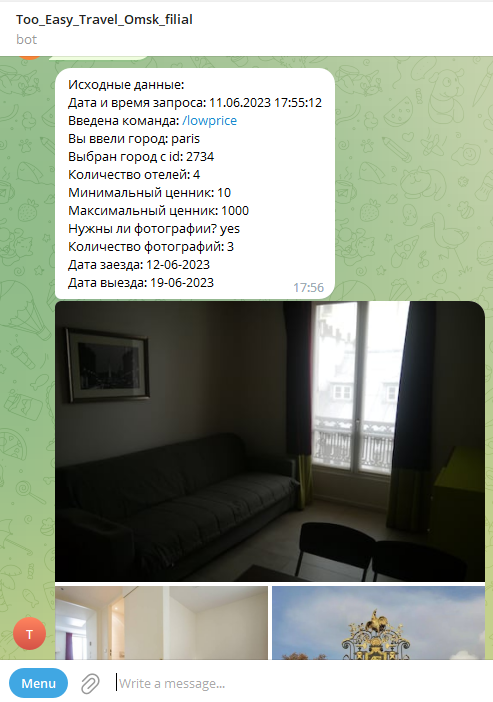 Too_Easy_Travel_Omsk_filial
bot
Исходные данные:
Дата и время запроса: 11.06.2023 17:55:12
Введена команда: /lowprice
Вы ввели город: paris
Выбран город с id: 2734
Количество отелей: 4
Минимальный ценник: 10
Максимальный ценник: 1000
Нужны ли фотографии? yes
Количество фотографий: 3
Дата заезда: 12-06-2023
Дата выезда: 19-06-2023
17:56
T
Menu
Write a message...